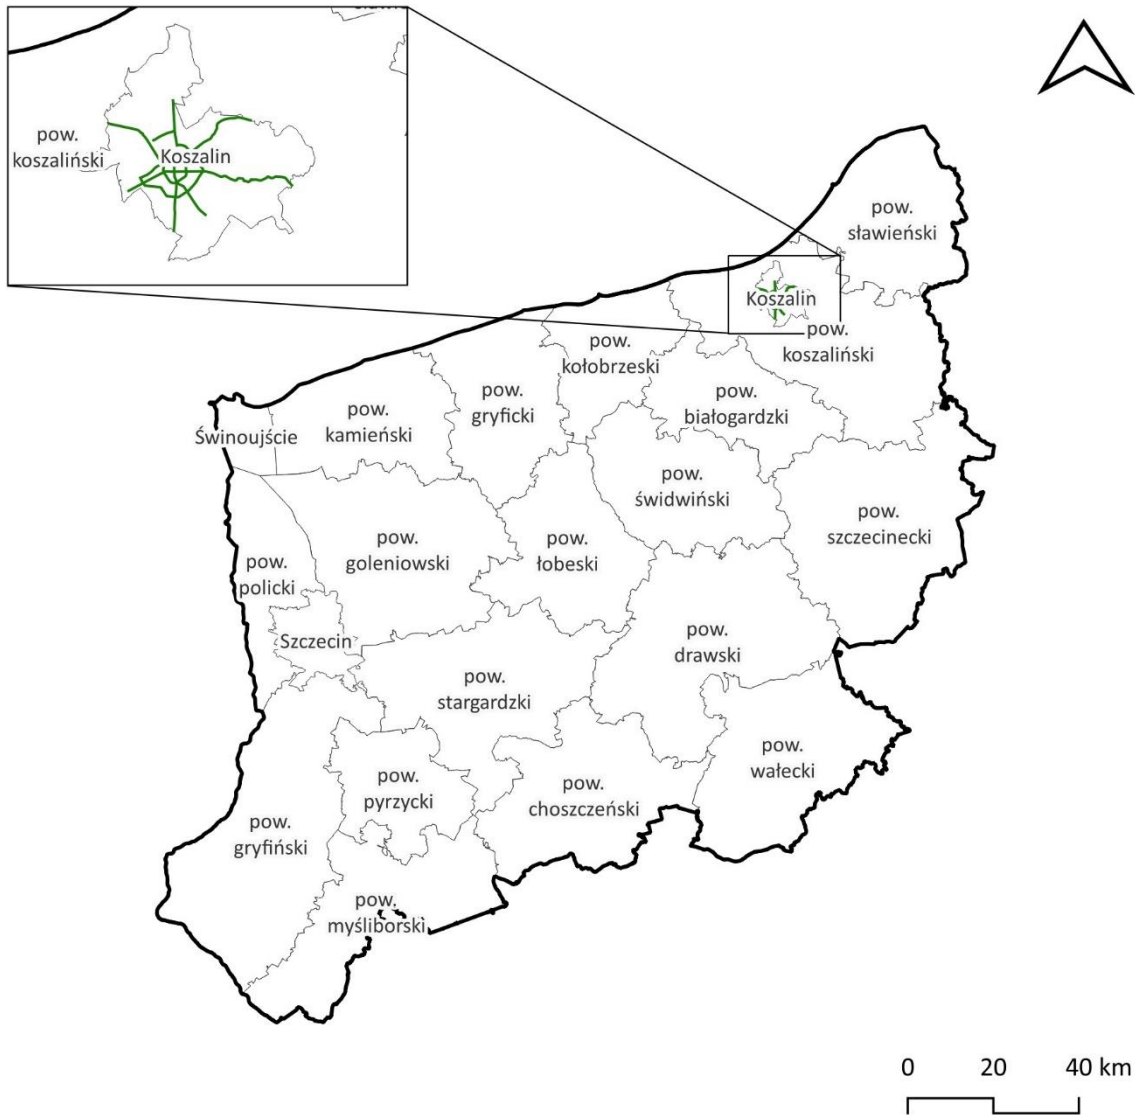 pow.
koszaliński
Koszalin
pow.
sławieński
Koszalin
pow.
koszaliński
pow.
kołobrzeski
pow.
gryficki
pow.
białogardzki
pow.
kamieński
Świnoujście
pow.
świdwiński
pow.
szczecinecki
pow.
goleniowski
pow.
łobeski
pow.
policki
Szczecin
pow.
drawski
pow.
stargardzki
pow.
wałecki
pow.
pyrzycki
pow.
choszczeński
pow.
gryfiński
pow.
myśliborski
0 20 40 km